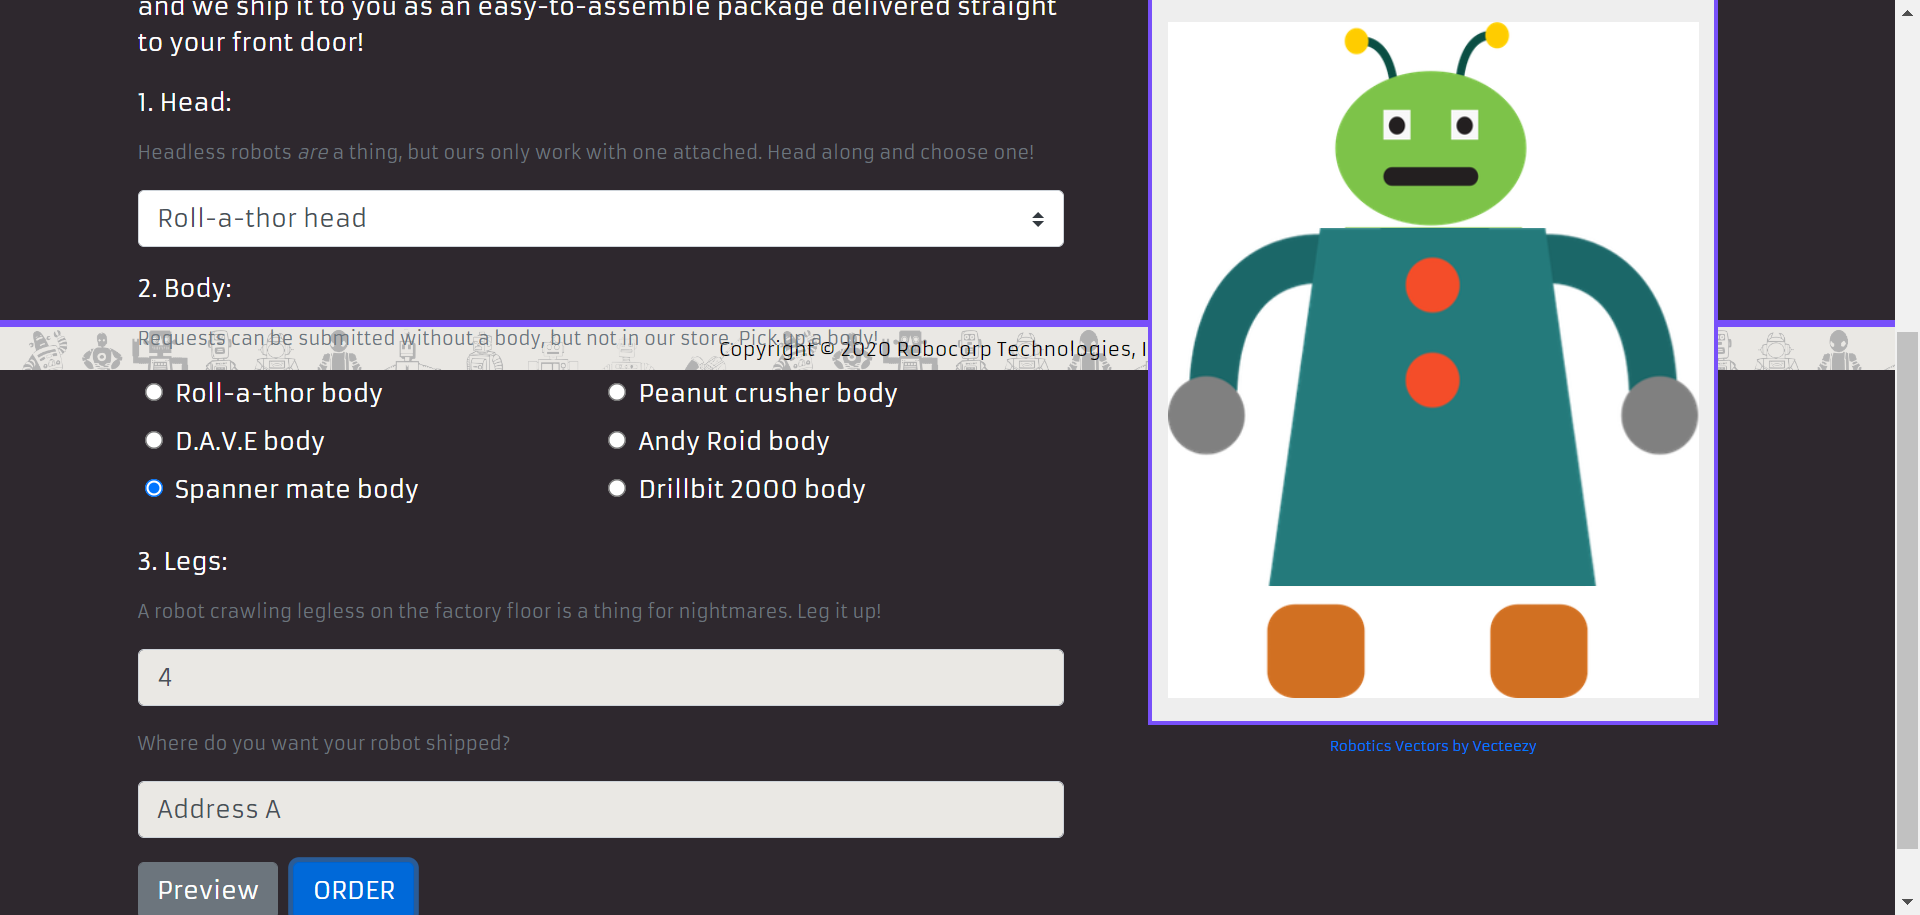 and we ship it to you as an easy-to-assemble package delivered straight
to your front door!
1. Head:
Headless robots are a thing, but ours only work with one attached. Head along and choose one!
Roll-a-thor head
2. Body:
Requests can be submitted without a body, but not in our store. Pick up a body!
Copyright © 2020 Robocorp Technologies, I
Roll-a-thor body
Peanut crusher body
D.A.V.E body
Andy Roid body
Spanner mate body
Drillbit 2000 body
3. Legs:
A robot crawling legless on the factory floor is a thing for nightmares. Leg it up!
4
Where do you want your robot shipped?
Address A
Preview
ORDER
Robotics Vectors by Vecteezy